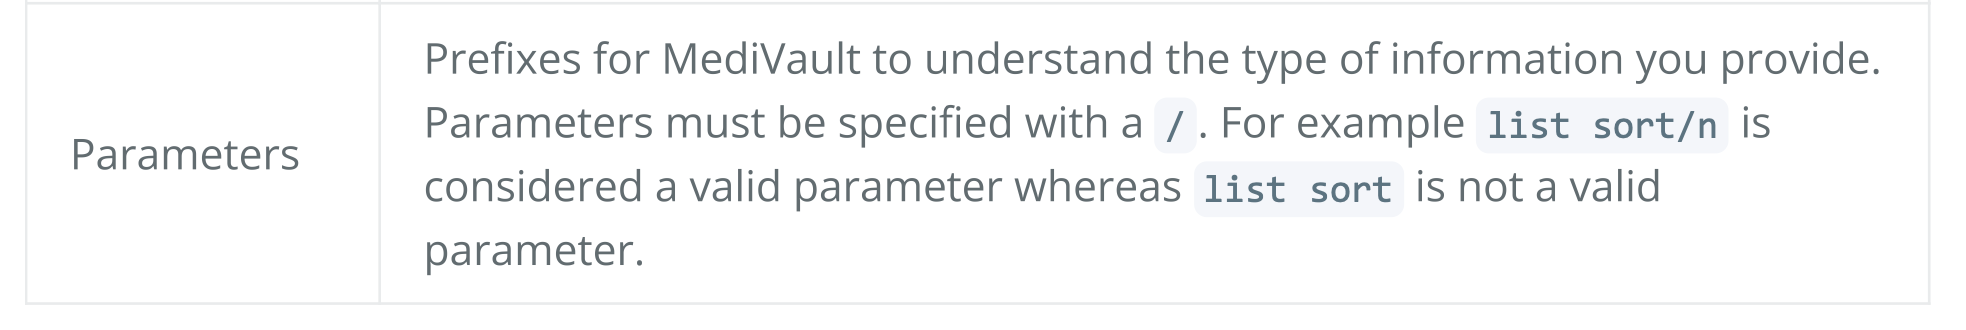 Prefixes for MediVault to understand the type of information you provide.
Parameters must be specified with a /. For example list sort/n is
Parameters
considered a valid parameter whereas list sort is not a valid
parameter.